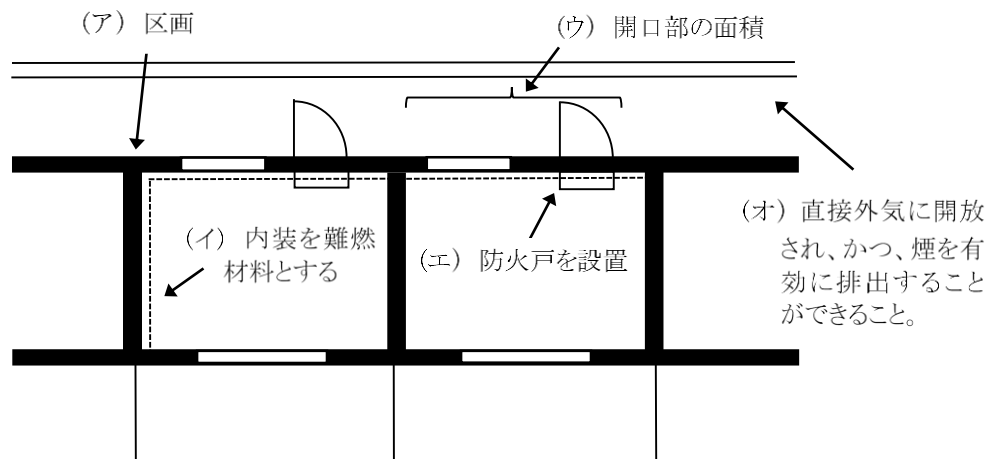 (ア) 区画
(ウ) 開口部の面積
(イ) 内装を難燃
材料とする
(エ) 防火戸を設置
(オ) 直接外気に開放
され、かつ、煙を有
効に排出すること
ができること。